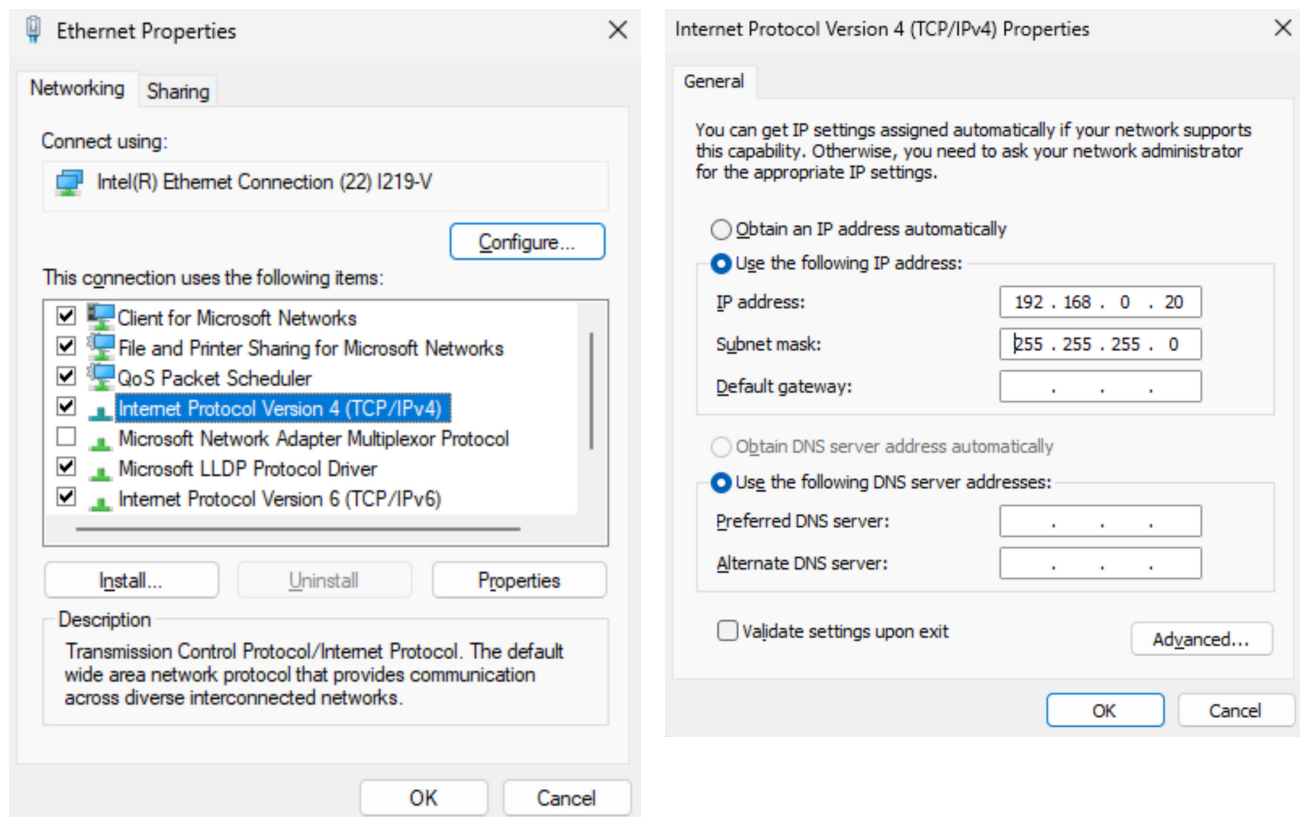 Ethernet Properties
Networking
Sharing
Connect using:
Intel(R) Ethernet Connection (22) I219-V
Configure...
This connection uses the following items:
Client for Microsoft Networks
File and Printer Sharing for Microsoft Networks
QoS Packet Scheduler
Internet Protocol Version 4 (TCP/IPv4)
Microsoft Network Adapter Multiplexor Protocol
Microsoft LLDP Protocol Driver
Internet Protocol Version 6 (TCP/IPv6)
Install...
Uninstall
Properties
Description
Transmission Control Protocol/Internet Protocol. The default
wide area network protocol that provides communication
across diverse interconnected networks.
OK
Cancel
Internet Protocol Version 4 (TCP/IPv4) Properties
General
You can get IP settings assigned automatically if your network supports
this capability. Otherwise, you need to ask your network administrator
for the appropriate IP settings.
Obtain an IP address automatically
Use the following IP address:
IP address: 192 . 168 . 0 . 20
Subnet mask: 255 . 255 . 255 . 0
Default gateway: . . .
Obtain DNS server address automatically
Use the following DNS server addresses:
Preferred DNS server: . . .
Alternate DNS server: . . .
Validate settings upon exit
Advanced...
OK
Cancel